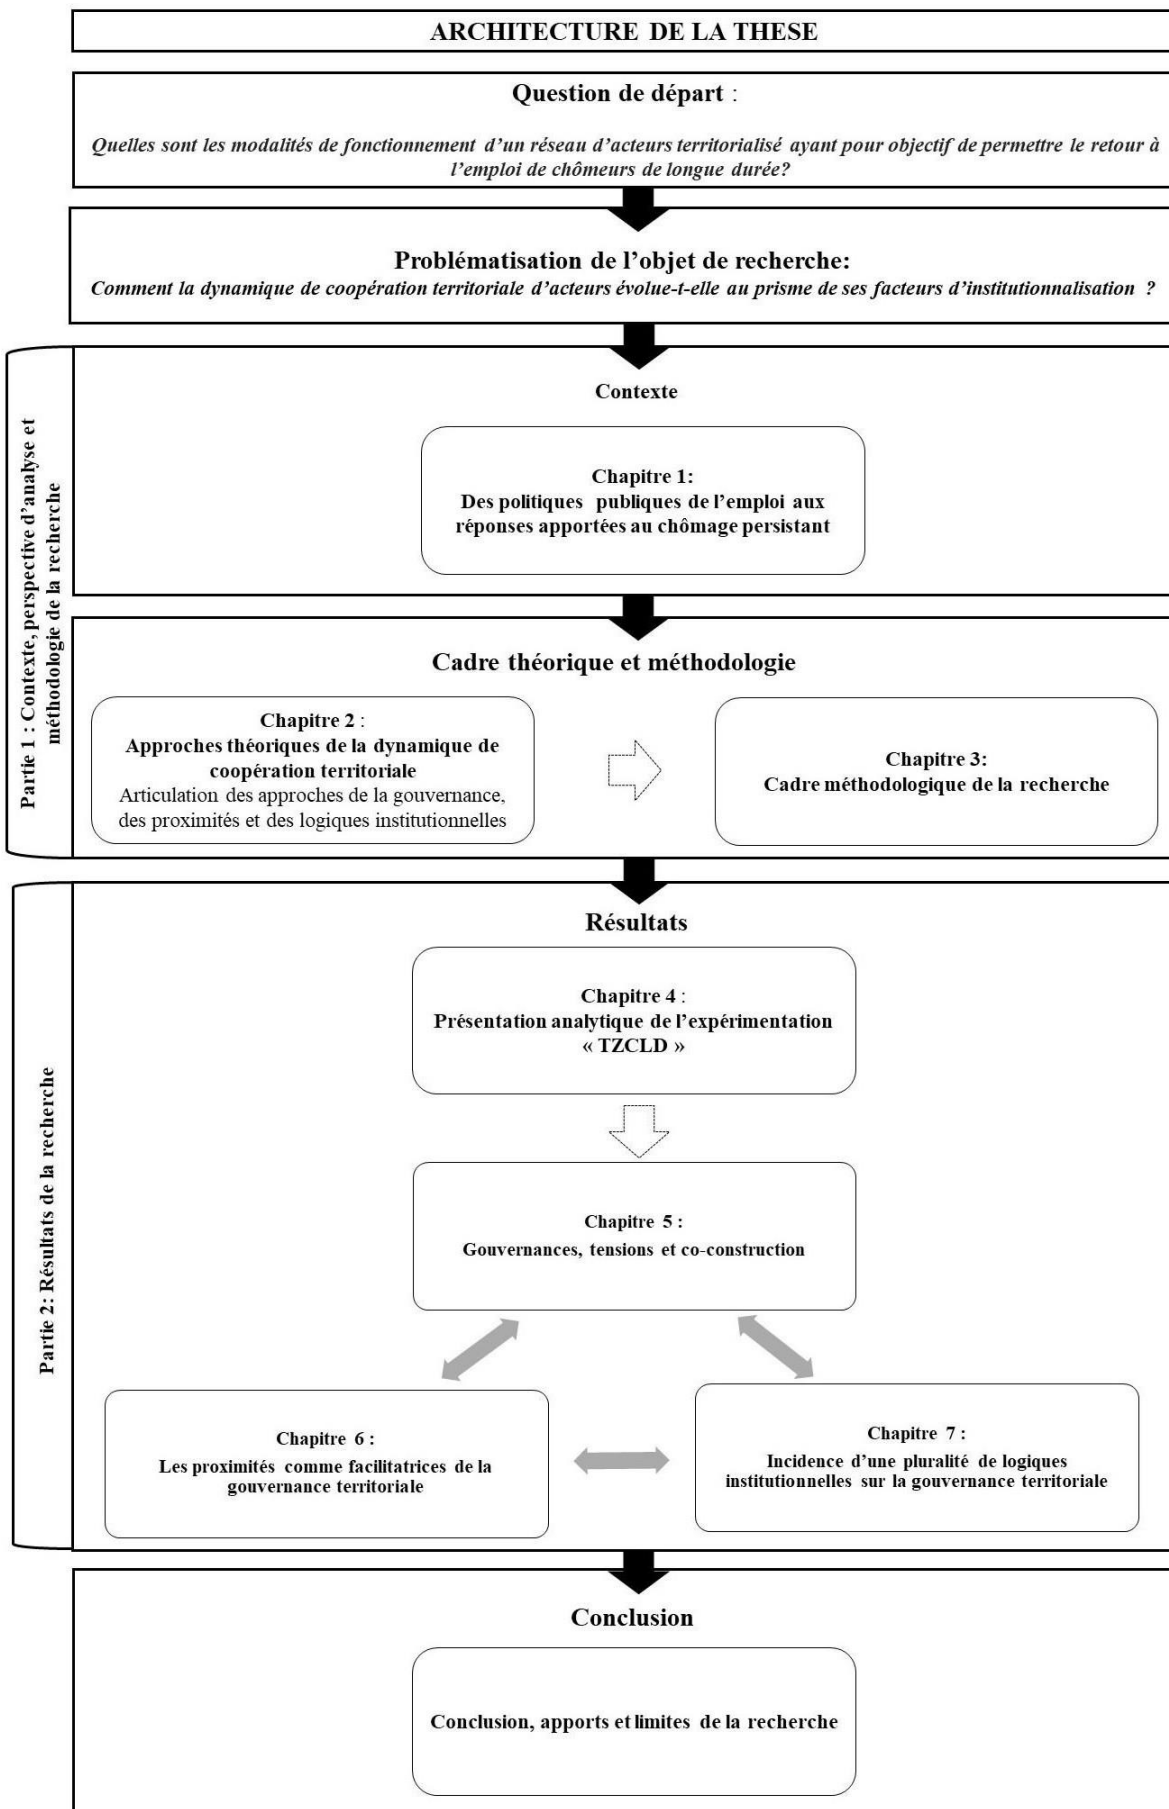 ARCHITECTURE DE LA THESE
Question de départ :
Quelles sont les modalités de fonctionnement d’un réseau d’acteurs territorialisé ayant pour objectif de permettre le retour à
l’emploi de chômeurs de longue durée?
Problématisation de l’objet de recherche:
Comment la dynamique de coopération territoriale d’acteurs évolue-t-elle au prisme de ses facteurs d’institutionnalisation ?
Partie 1 : Contexte, perspective d’analyse et
méthodologie de la recherche
Contexte
Chapitre 1:
Des politiques publiques de l’emploi aux
réponses apportées au chômage persistant
Cadre théorique et méthodologie
Chapitre 2 :
Approches théoriques de la dynamique de
coopération territoriale
Articulation des approches de la gouvernance,
des proximités et des logiques institutionnelles
Chapitre 3:
Cadre méthodologique de la recherche
Partie 2: Résultats de la recherche
Résultats
Chapitre 4 :
Présentation analytique de l’expérimentation
« TZCLD »
Chapitre 5 :
Gouvernances, tensions et co-construction
Chapitre 6 :
Les proximités comme facilitatrices de la
gouvernance territoriale
Chapitre 7 :
Incidence d’une pluralité de logiques
institutionnelles sur la gouvernance territoriale
Conclusion
Conclusion, apports et limites de la recherche